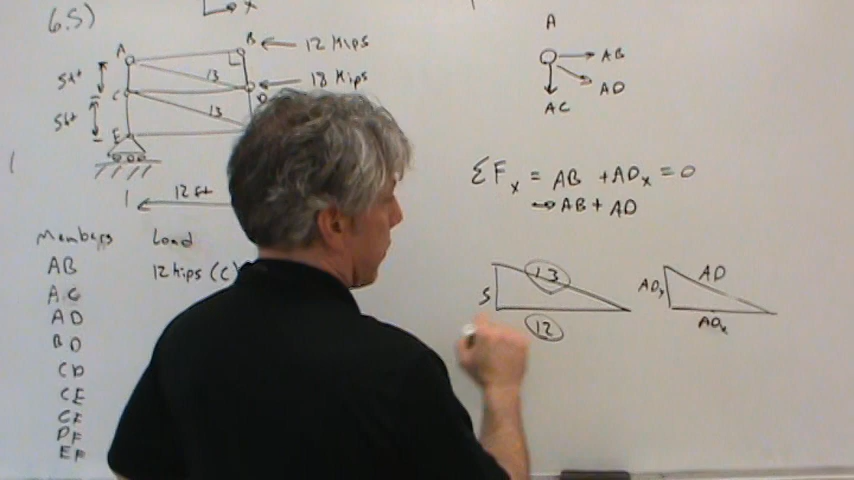 6.5)
x
A
B
12 Kips
5ft
13
18 Kips
C
D
13
5ft
E
12 ft
Members
Load
AB
12 kips (C)
AC
AD
BD
CD
CE
CF
DF
EF
A
AB
AD
AC
ΣFx = AB + ADx = 0
→ AB + AD
5
13
12
ADy
AD
ADx